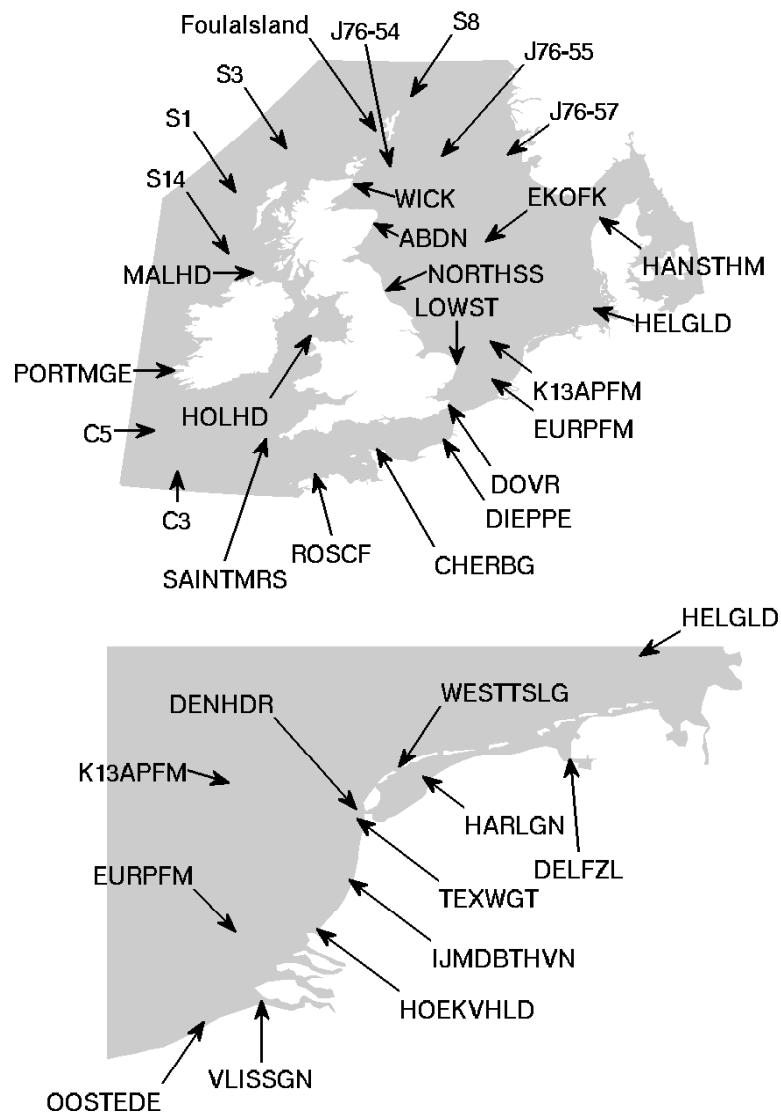 FoulaIsland
J76-54
S8
J76-55
S3
J76-57
S1
S14
WICK
EKOFK
ABDN
HANSTHM
MALHD
NORTHSS
LOWST
HELGLD
PORTMGE
K13APFM
HOLHD
EURPFM
C5
DOVR
DIEPPE
C3
ROSCF
CHERBG
SAINTMRS
HELGLD
WESTTSLG
DENHDR
K13APFM
HARLGN
DELFZL
EURPFM
TEXWGT
IJMDBTHVN
HOEKVHLD
VLISSGN
OOSTEDE